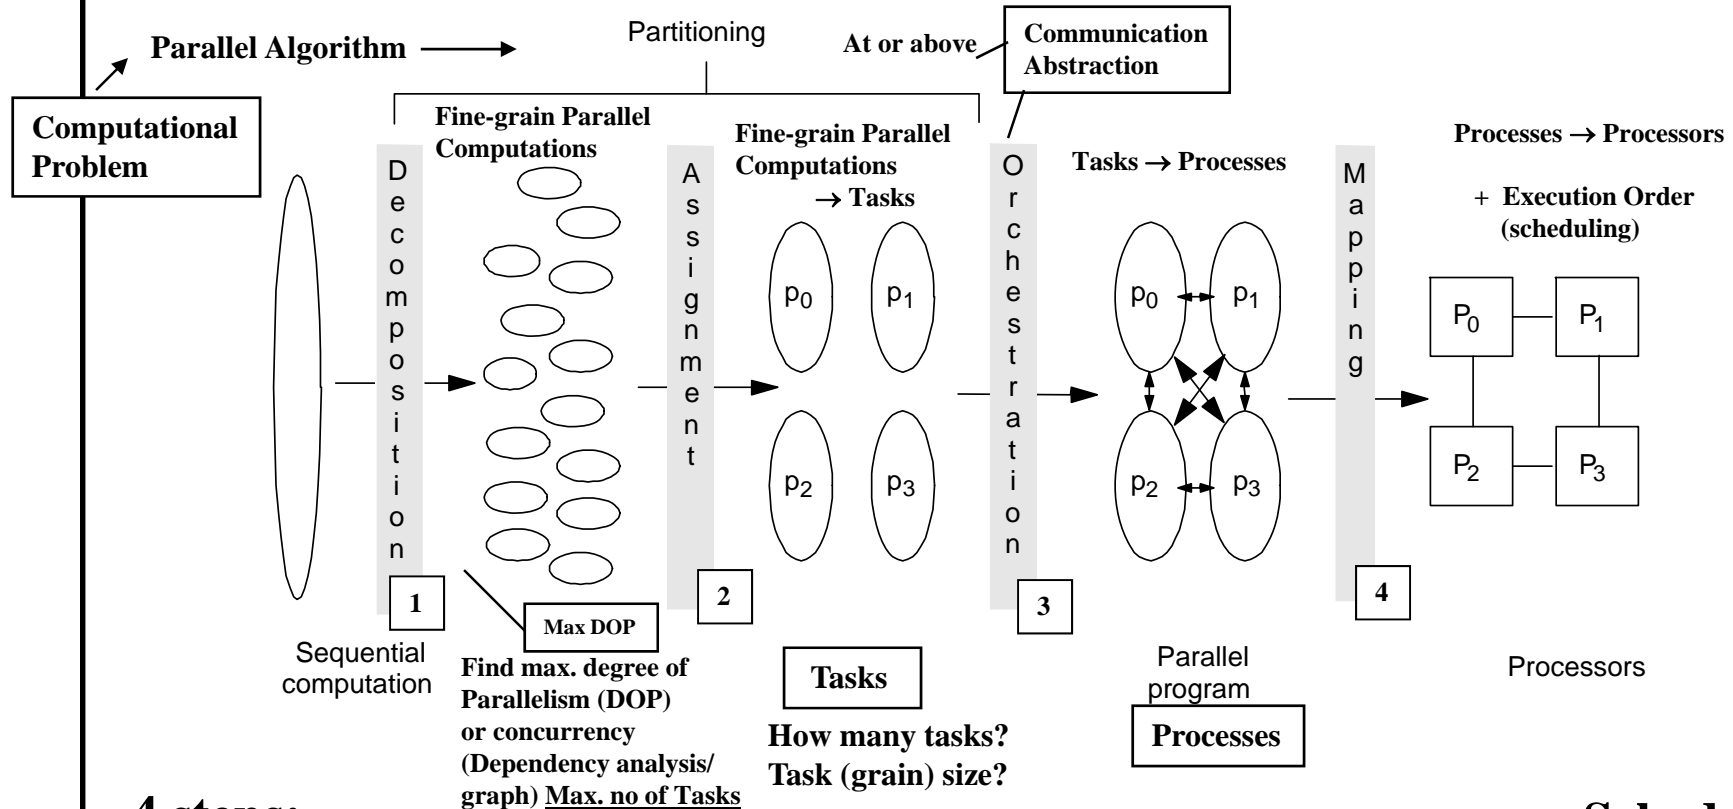 Parallel Algorithm
Computational
Problem
Partitioning
At or above
Communication
Abstraction
Decomposition
1
Fine-grain Parallel
Computations
Assignment
2
Fine-grain Parallel
Computations
→ Tasks
p0
p1
p2
p3
Orchestration
3
Tasks → Processes
p0
p1
p2
p3
Mapping
4
Processes → Processors
+ Execution Order
(scheduling)
P0
P1
P2
P3
Sequential
computation
Max DOP
Find max. degree of
Parallelism (DOP)
or concurrency
(Dependency analysis/
graph) Max. no of Tasks
Tasks
How many tasks?
Task (grain) size?
Parallel
program
Processes
Processors